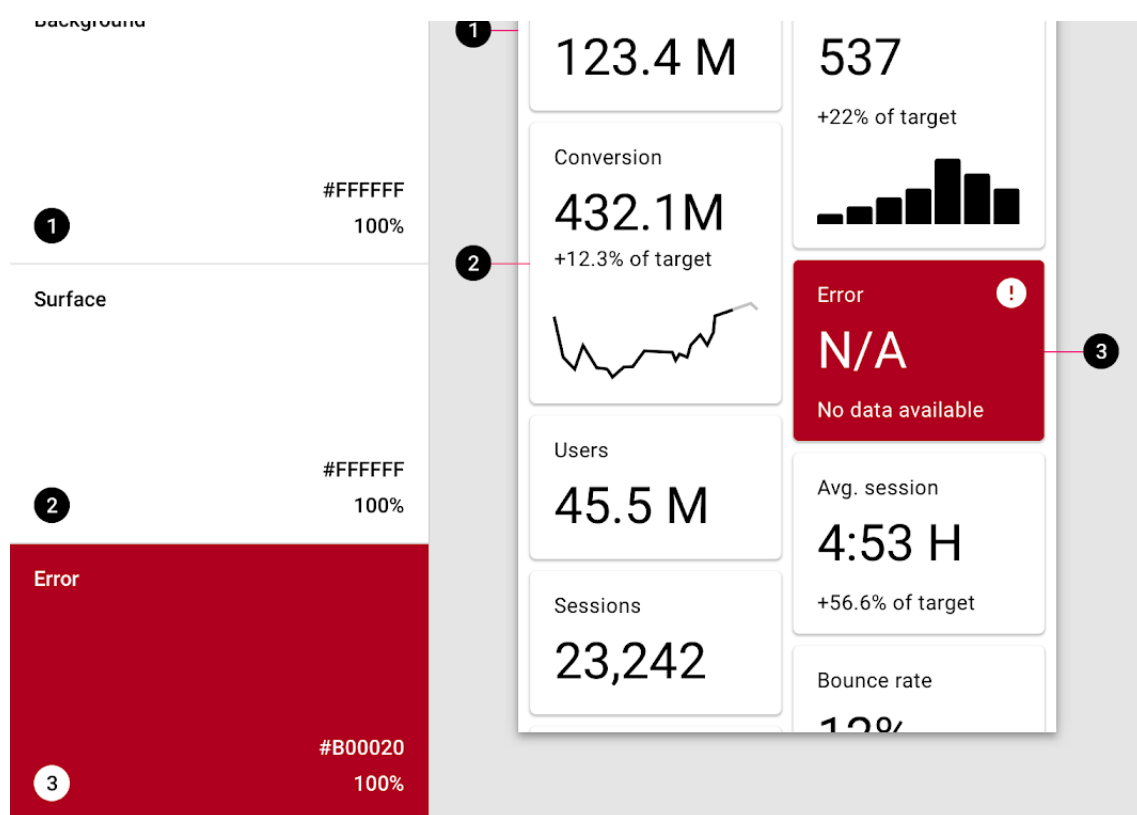 Background
#FFFFFF
1
100%
Surface
#FFFFFF
2
100%
Error
#B00020
3
100%
1
123.4 M
Conversion
432.1M
2
+12.3% of target
Users
45.5 M
Sessions
23,242
537
+22% of target
Error
!
N/A
3
No data available
Avg. session
4:53 H
+56.6% of target
Bounce rate
12%